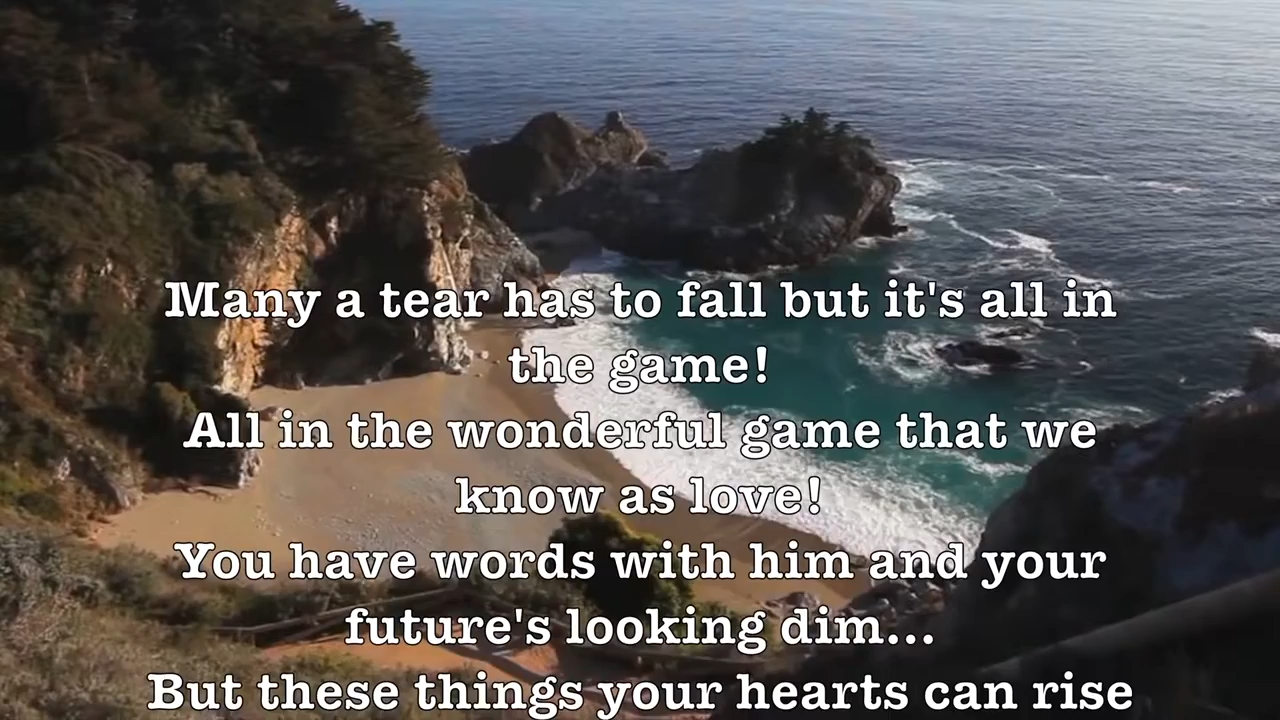 Many a tear has to fall but it's all in
the game!
All in the wonderful game that we
know as love!
You have words with him and your
future's looking dim...
But these things your hearts can rise